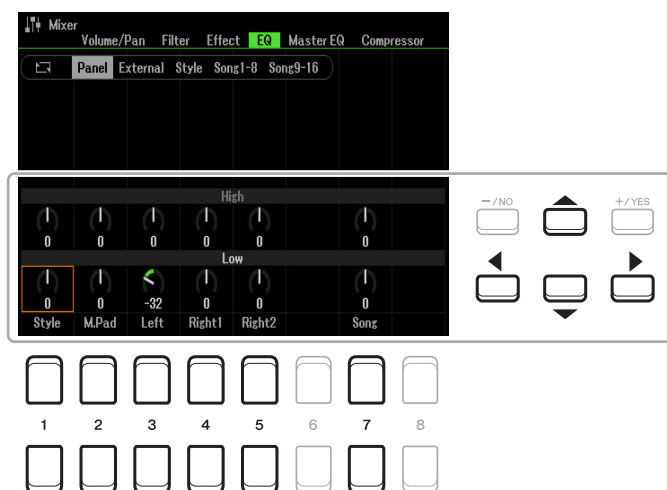 Mixer
Volume/Pan Filter Effect EQ Master EQ Compressor
Panel External Style Song1-8 Song9-16
High
0 0 0 0 0 0
Low
0 0 -32 0 0 0
Style M.Pad Left Right1 Right2 Song
−/NO +/YES
1 2 3 4 5 6 7 8